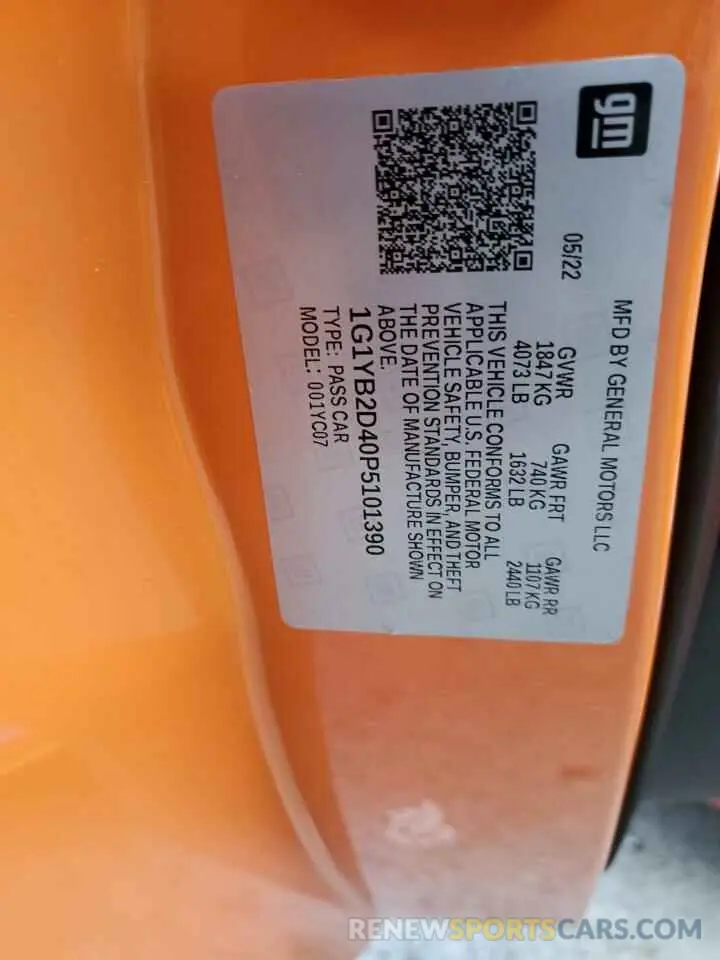 gm
05/22
MFD BY GENERAL MOTORS LLC
GVWR GAWR FRT GAWR RR
1847 KG 740 KG 1107 KG
4073 LB 1632 LB 2440 LB
THIS VEHICLE CONFORMS TO ALL
APPLICABLE U.S. FEDERAL MOTOR
VEHICLE SAFETY, BUMPER, AND THEFT
PREVENTION STANDARDS IN EFFECT ON
THE DATE OF MANUFACTURE SHOWN
ABOVE.
1G1YB2D40P5101390
TYPE: PASS CAR
MODEL: 001YC07
RENEWSPORTSCARS.COM